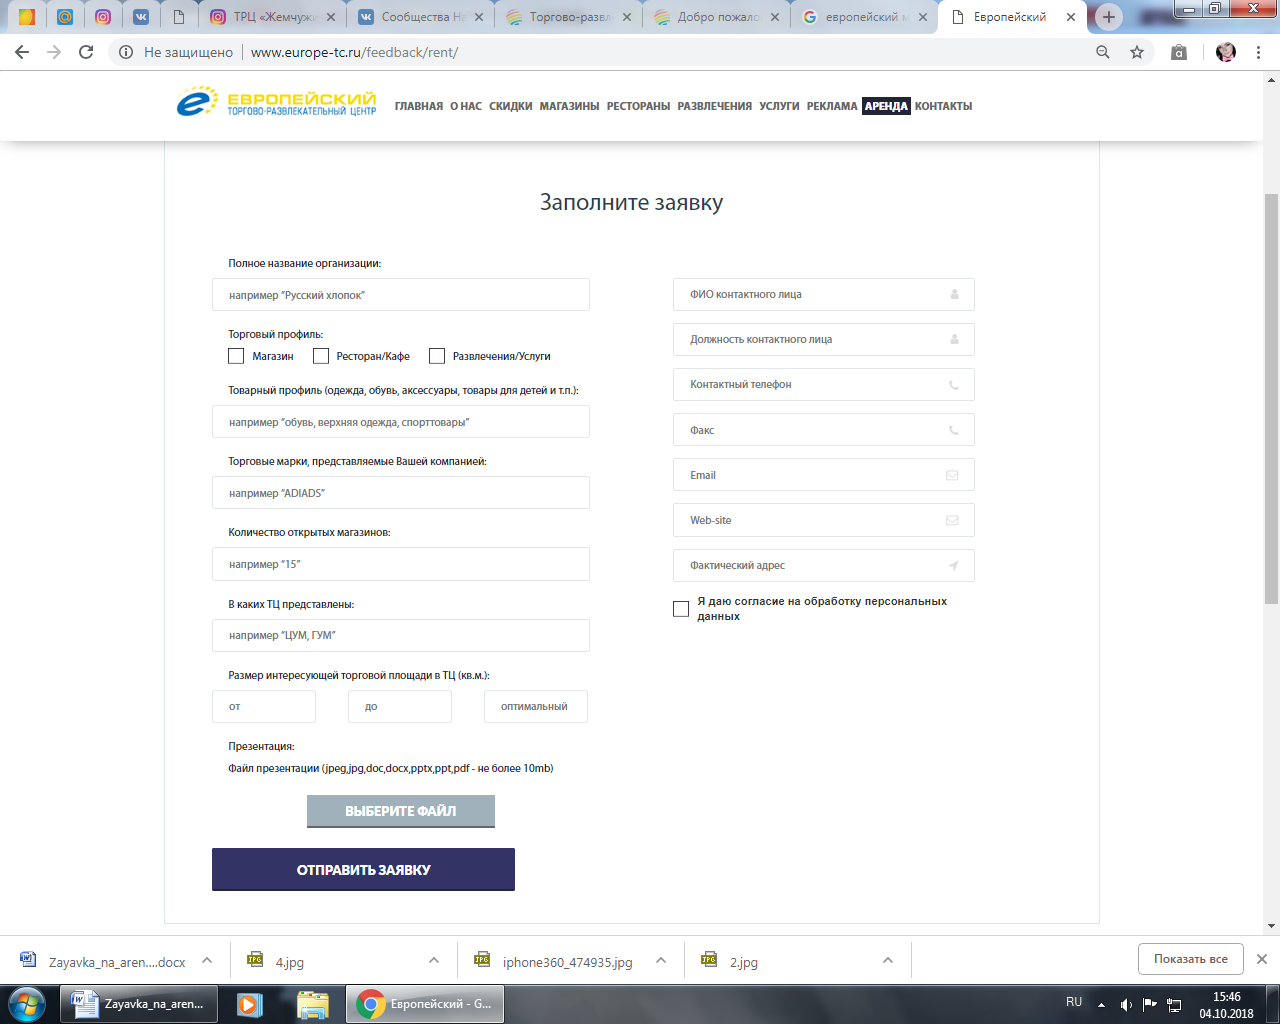 ТРЦ «Жемчужи
Сообщества На
Торгово-развл
Добро пожало
европейский м
Европейский
Не защищено
www.europe-tc.ru/feedback/rent/
ЕВРОПЕЙСКИЙ
ТОРГОВО-РАЗВЛЕКАТЕЛЬНЫЙ ЦЕНТР
ГЛАВНАЯ О НАС СКИДКИ МАГАЗИНЫ РЕСТОРАНЫ РАЗВЛЕЧЕНИЯ УСЛУГИ РЕКЛАМА АРЕНДА КОНТАКТЫ
Заполните заявку
Полное название организации:
например “Русский хлопок”
Торговый профиль:
Магазин Ресторан/Кафе Развлечения/Услуги
Товарный профиль (одежда, обувь, аксессуары, товары для детей и т.п.):
например “обувь, верхняя одежда, спорттовары”
Торговые марки, представляемые Вашей компанией:
например “ADIADS”
Количество открытых магазинов:
например “15”
В каких ТЦ представлены:
например “ЦУМ, ГУМ”
Размер интересующей торговой площади в ТЦ (кв.м.):
от до оптимальный
Презентация:
Файл презентации (jpeg,jpg,doc,docx,pptx,ppt,pdf - не более 10mb)
ВЫБЕРИТЕ ФАЙЛ
ОТПРАВИТЬ ЗАЯВКУ
ФИО контактного лица
Должность контактного лица
Контактный телефон
Факс
Email
Web-site
Фактический адрес
Я даю согласие на обработку персональных
данных
Zayavka_na_aren....docx
4.jpg
iphone360_474935.jpg
2.jpg
Показать все
Zayavka_na_aren...
Европейский - G...
RU
15:46
04.10.2018